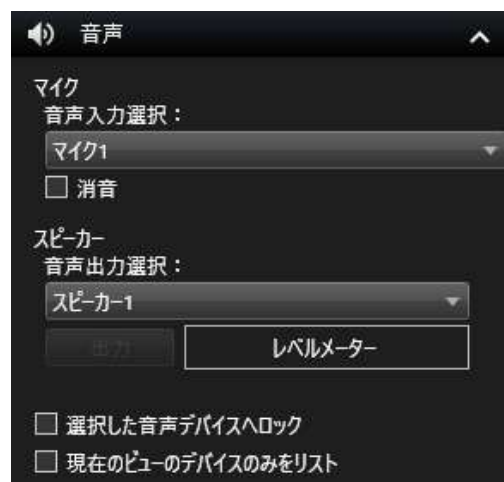 音声
マイク
音声入力選択：
マイク1
消音
スピーカー
音声出力選択：
スピーカー1
出力
レベルメーター
選択した音声デバイスへロック
現在のビューのデバイスのみをリスト